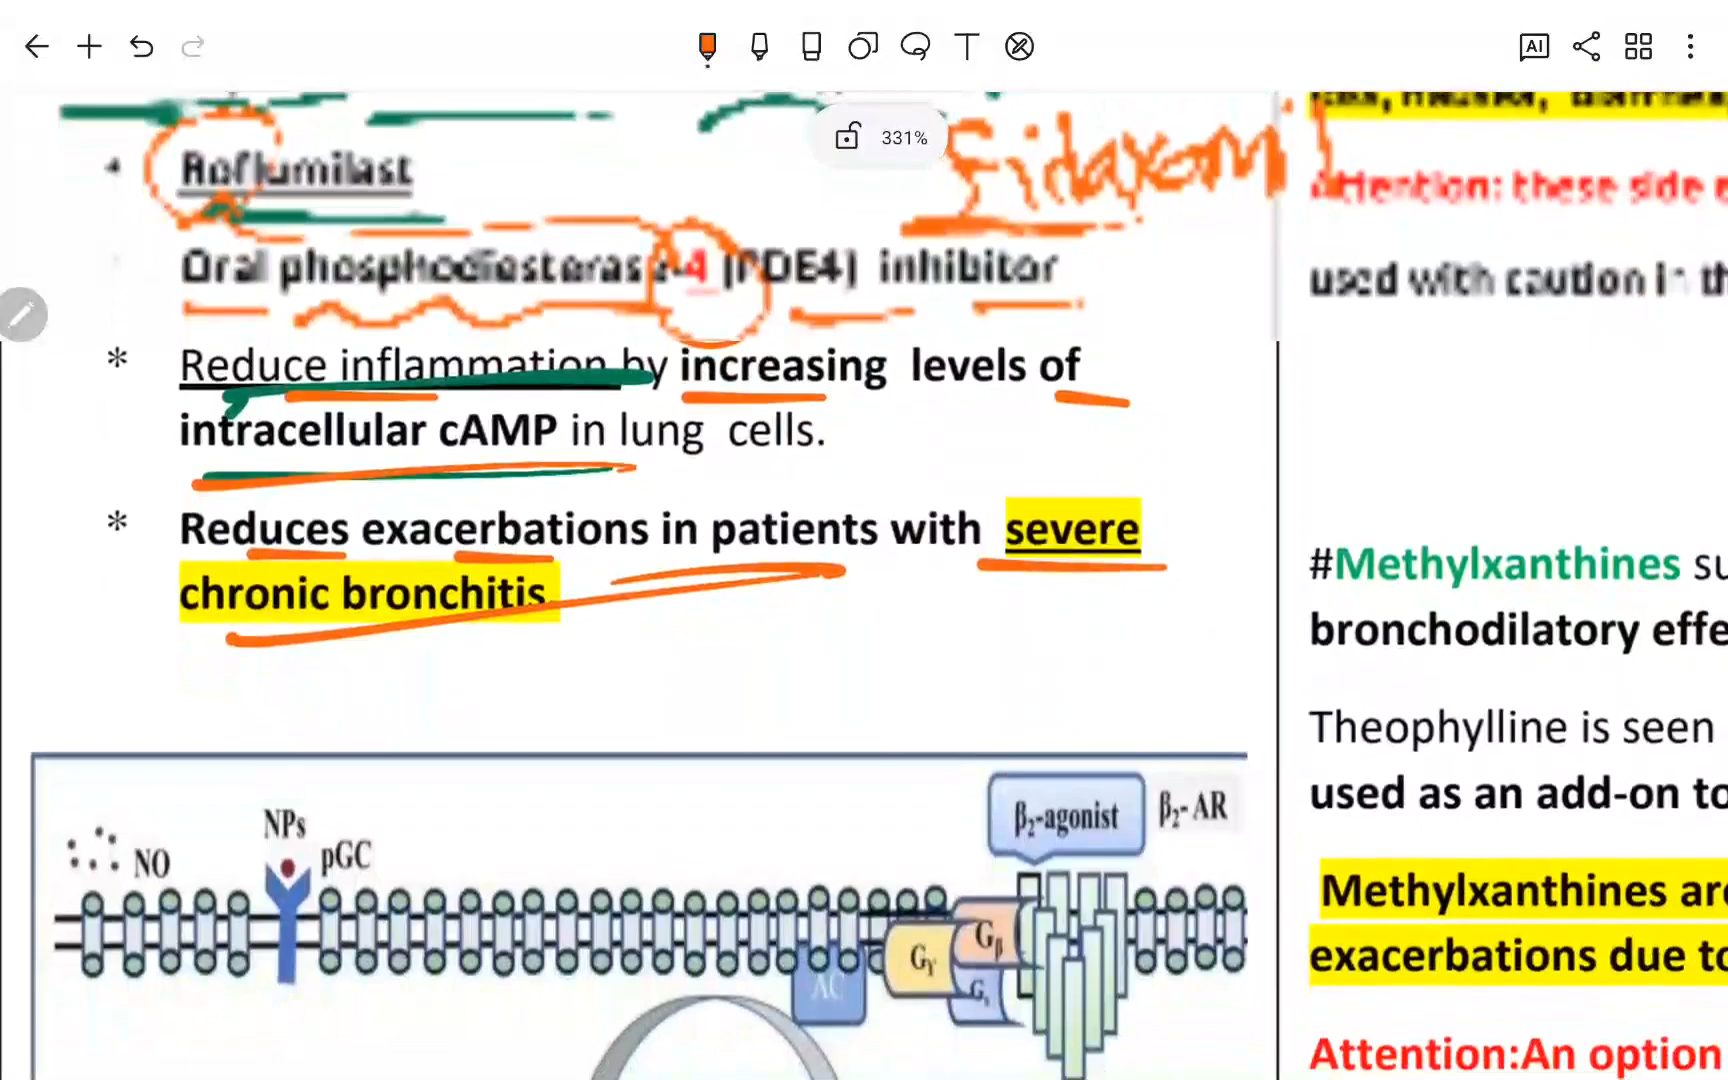 AI
331%
Roflumilast
Oral phosphodiesterase-4 (PDE4) inhibitor
* Reduce inflammation by increasing levels of
intracellular cAMP in lung cells.
* Reduces exacerbations in patients with severe
chronic bronchitis
NO
NPs
pGC
AC
Gγ
Gβ
Gs
β2-agonist
β2-AR
Attention: these side e
used with caution in th
#Methylxanthines su
bronchodilatory effe
Theophylline is seen
used as an add-on to
Methylxanthines are
exacerbations due to
Attention:An option